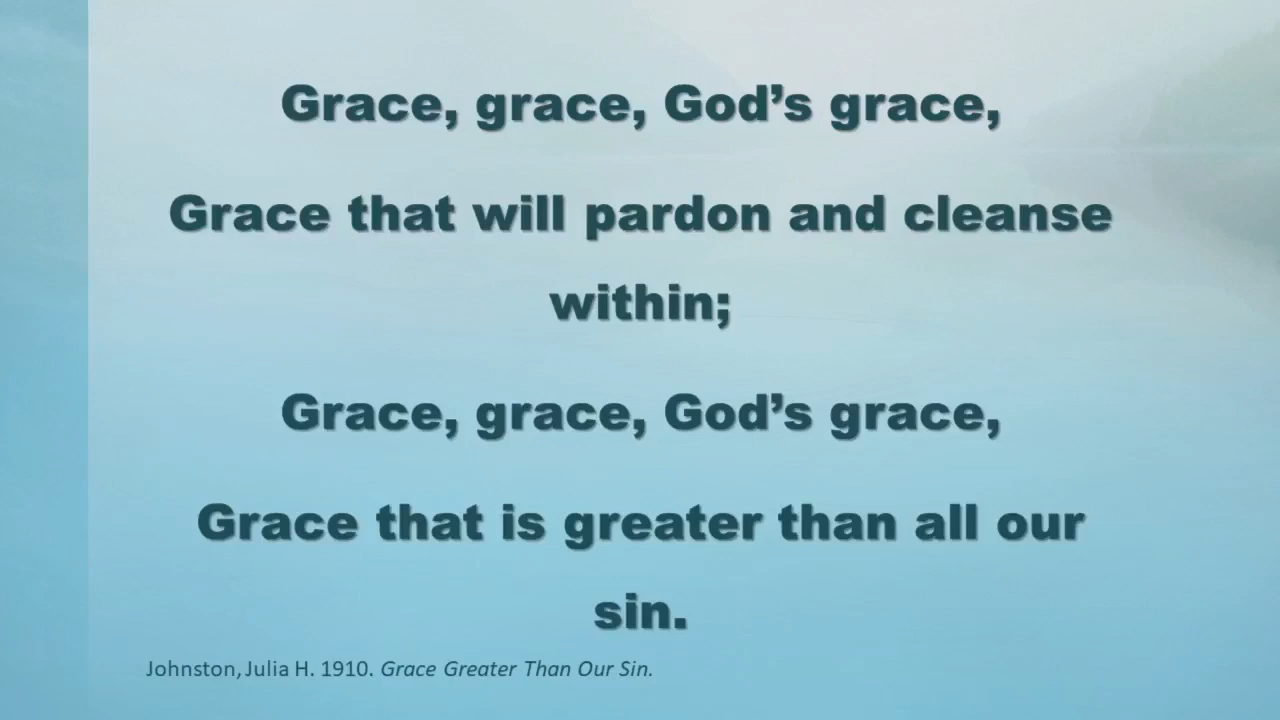 Grace, grace, God’s grace,
Grace that will pardon and cleanse
within;
Grace, grace, God’s grace,
Grace that is greater than all our
sin.
Johnston, Julia H. 1910. Grace Greater Than Our Sin.